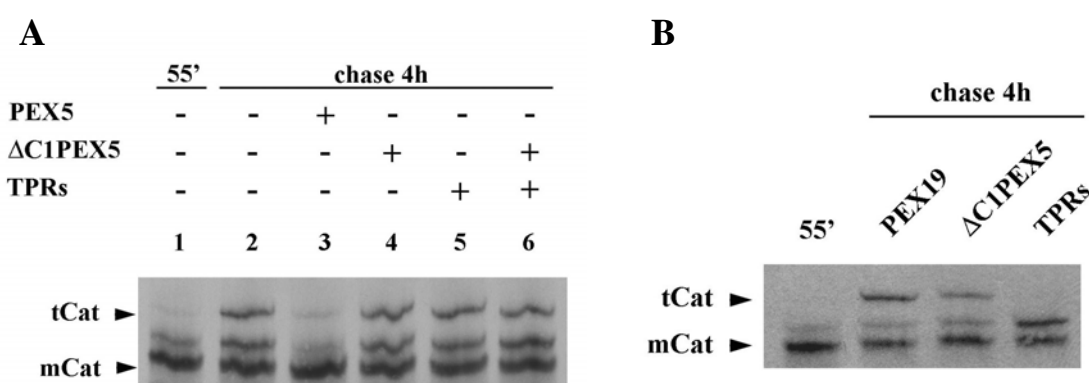 A
55’ chase 4h
PEX5 - - + - - -
ΔC1PEX5 - - - + - +
TPRs - - - - + +
1 2 3 4 5 6
tCat
mCat
B
chase 4h
55’ PEX19 ΔC1PEX5 TPRs
tCat
mCat